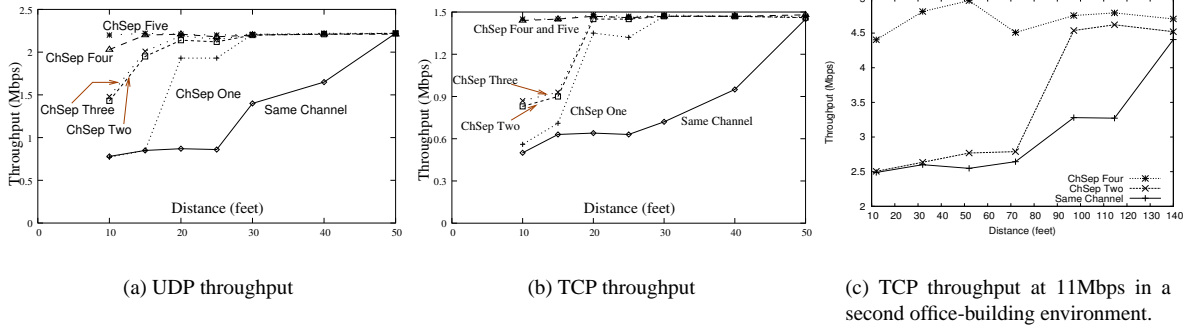 Throughput (Mbps)
2.5
2
1.5
1
0.5
0
0
10
20
30
40
50
Distance (feet)
ChSep Five
ChSep Four
ChSep Three
ChSep Two
ChSep One
Same Channel
(a) UDP throughput
Throughput (Mbps)
1.5
1.2
0.9
0.6
0.3
0
0
10
20
30
40
50
Distance (feet)
ChSep Four and Five
ChSep Three
ChSep Two
ChSep One
Same Channel
(b) TCP throughput
Throughput (Mbps)
4.5
4
3.5
3
2.5
2
10
20
30
40
50
60
70
80
90
100
110
120
130
140
Distance (feet)
ChSep Four
ChSep Two
Same Channel
(c) TCP throughput at 11Mbps in a
second office-building environment.